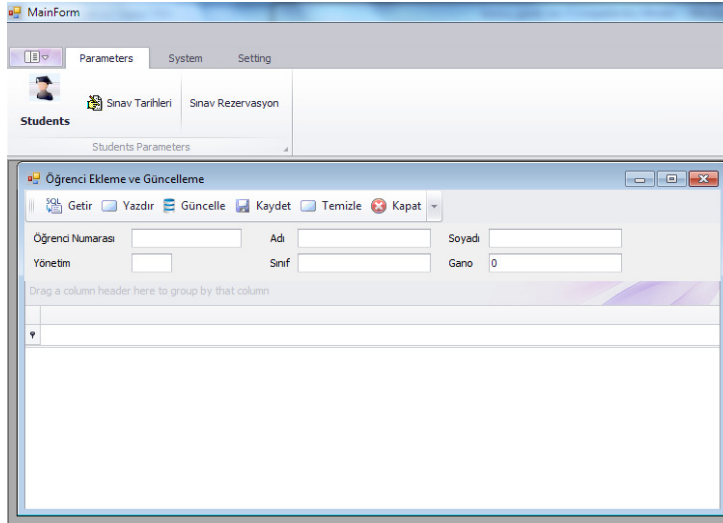 MainForm
Parameters System Setting
Students Sınav Tarihleri Sınav Rezervasyon
Students Parameters
Öğrenci Ekleme ve Güncelleme
SQL Getir Yazdır Güncelle Kaydet Temizle Kapat
Öğrenci Numarası Adı Soyadı
Yönetim Sınıf Gano 0
Drag a column header here to group by that column